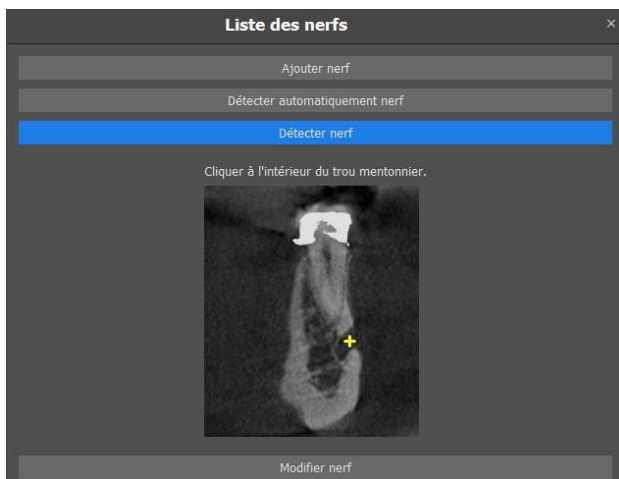 Liste des nerfs
×
Ajouter nerf
Détecter automatiquement nerf
Détecter nerf
Cliquer à l'intérieur du trou mentonnier.
Modifier nerf